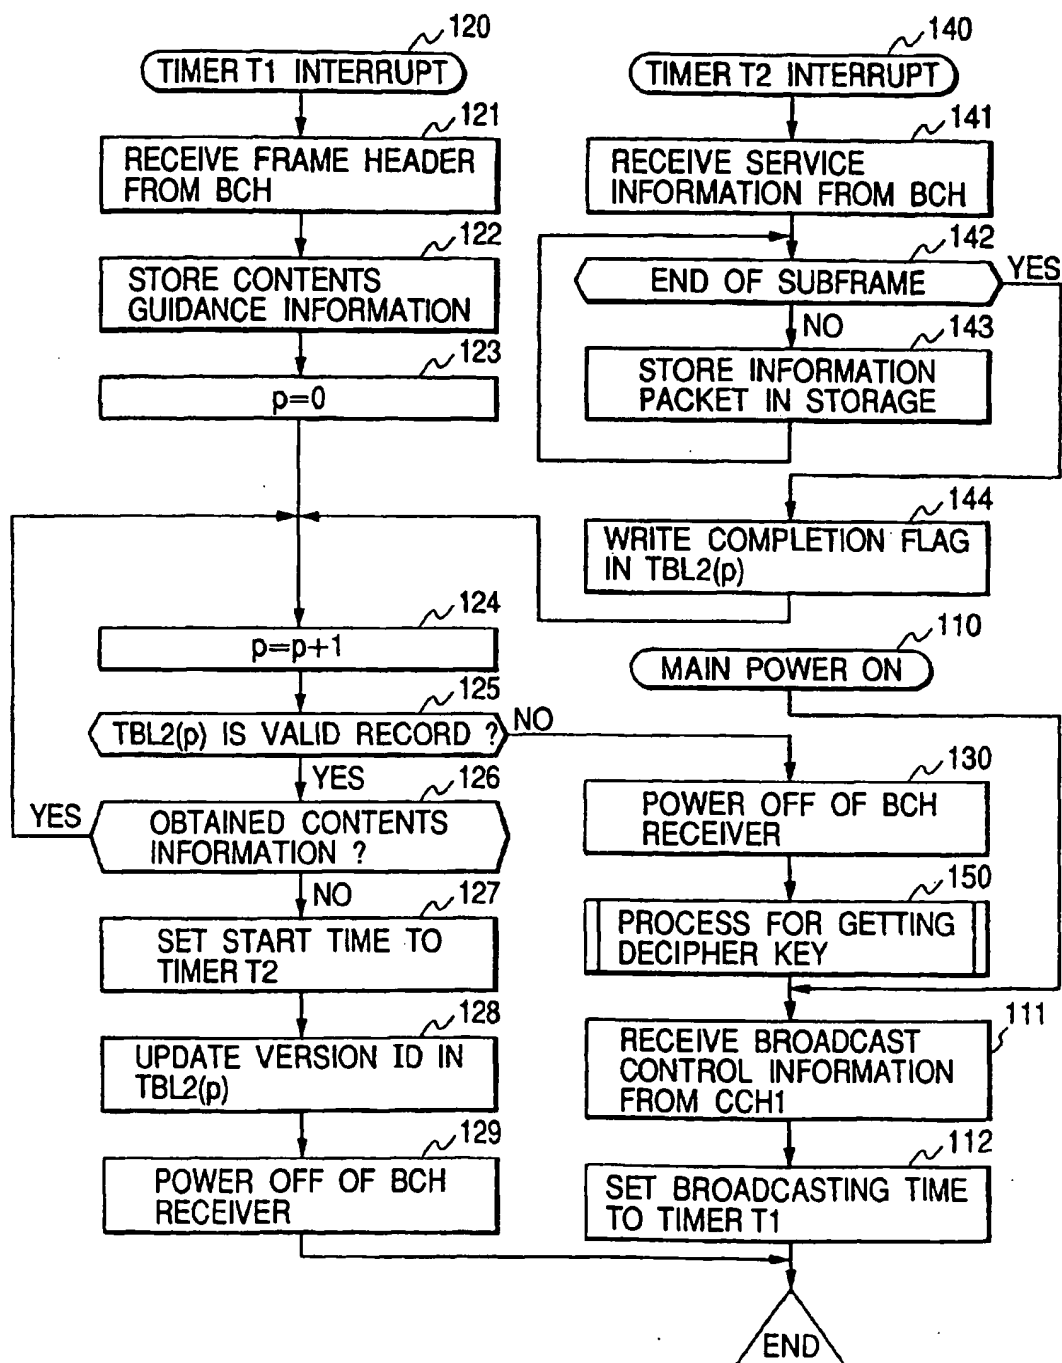 120
TIMER T1 INTERRUPT
121
RECEIVE FRAME HEADER
FROM BCH
122
STORE CONTENTS
GUIDANCE INFORMATION
123
p=0
124
p=p+1
125
TBL2(p) IS VALID RECORD ?
NO
YES
126
YES
OBTAINED CONTENTS
INFORMATION ?
NO
127
SET START TIME TO
TIMER T2
128
UPDATE VERSION ID IN
TBL2(p)
129
POWER OFF OF BCH
RECEIVER
140
TIMER T2 INTERRUPT
141
RECEIVE SERVICE
INFORMATION FROM BCH
142
END OF SUBFRAME
YES
NO
143
STORE INFORMATION
PACKET IN STORAGE
144
WRITE COMPLETION FLAG
IN TBL2(p)
110
MAIN POWER ON
130
POWER OFF OF BCH
RECEIVER
150
PROCESS FOR GETTING
DECIPHER KEY
111
RECEIVE BROADCAST
CONTROL INFORMATION
FROM CCH1
112
SET BROADCASTING TIME
TO TIMER T1
END